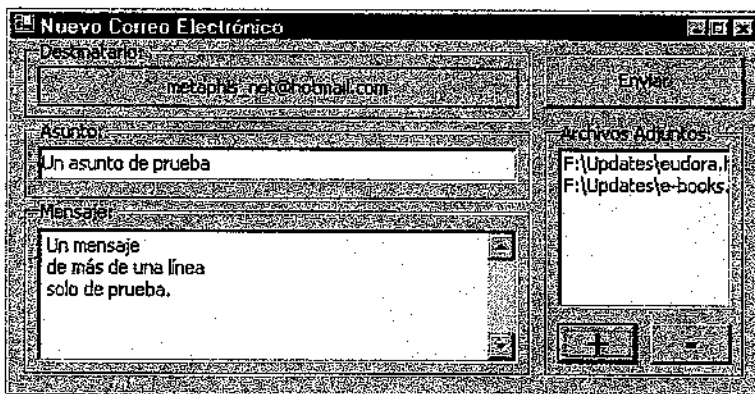 Nuevo Correo Electrónico
Destinatario:
metaphis_net@hotmail.com
Enviar
Asunto:
Un asunto de prueba
Archivos Adjuntos:
F:\Updates\eudora.
F:\Updates\e-books.
Mensaje:
Un mensaje
de más de una línea
solo de prueba.
+ -